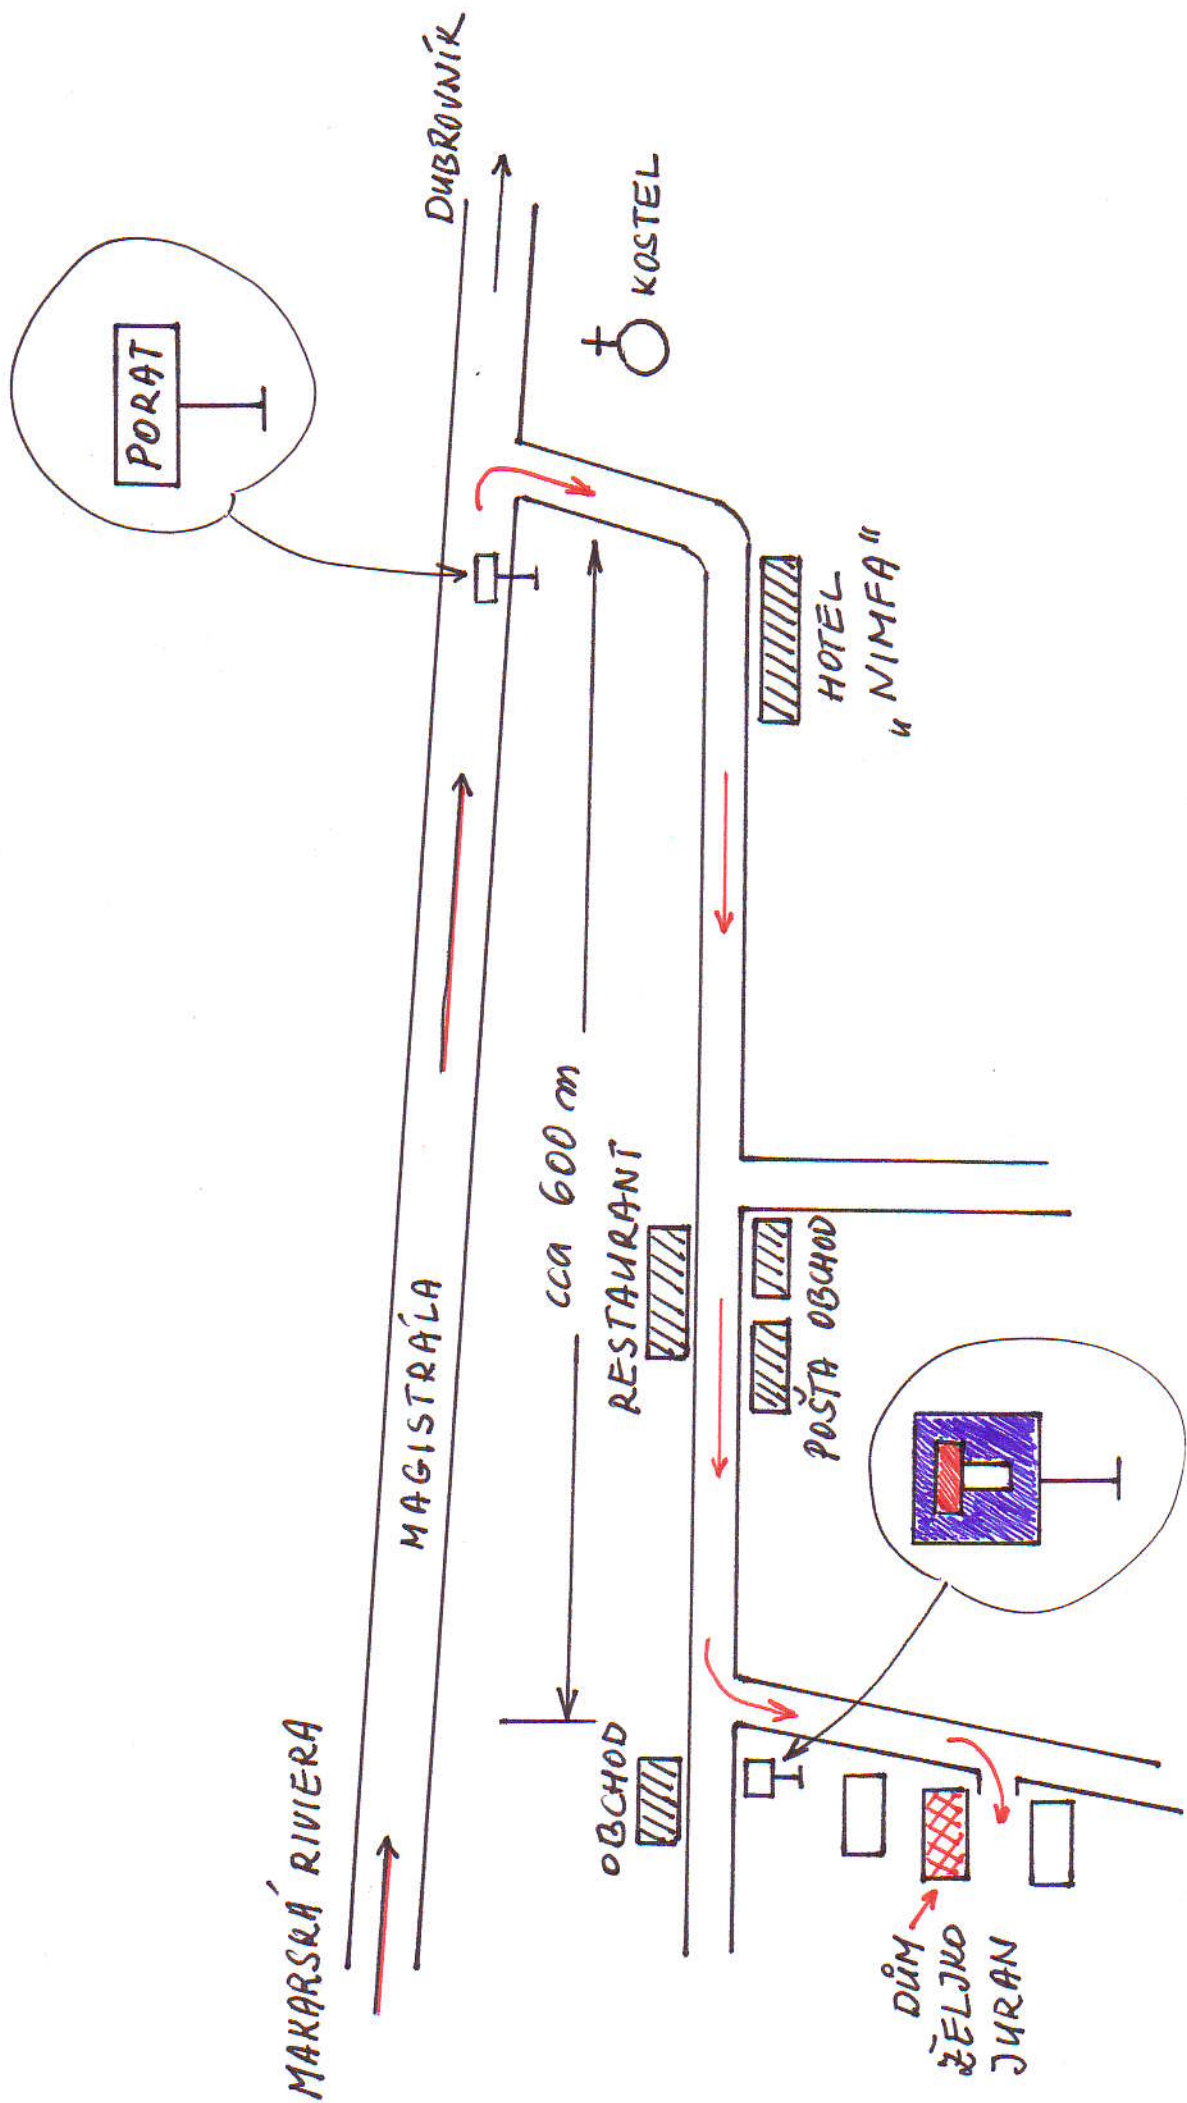 MAKARSKÁ RIVIERA
MAGISTRÁLA
DUBROVNÍK
PORAT
KOSTEL
cca 600 m
OBCHOD
RESTAURANT
HOTEL
„NIMFA“
POŠTA OBCHOD
DŮM
ŽELJKO
JURAN